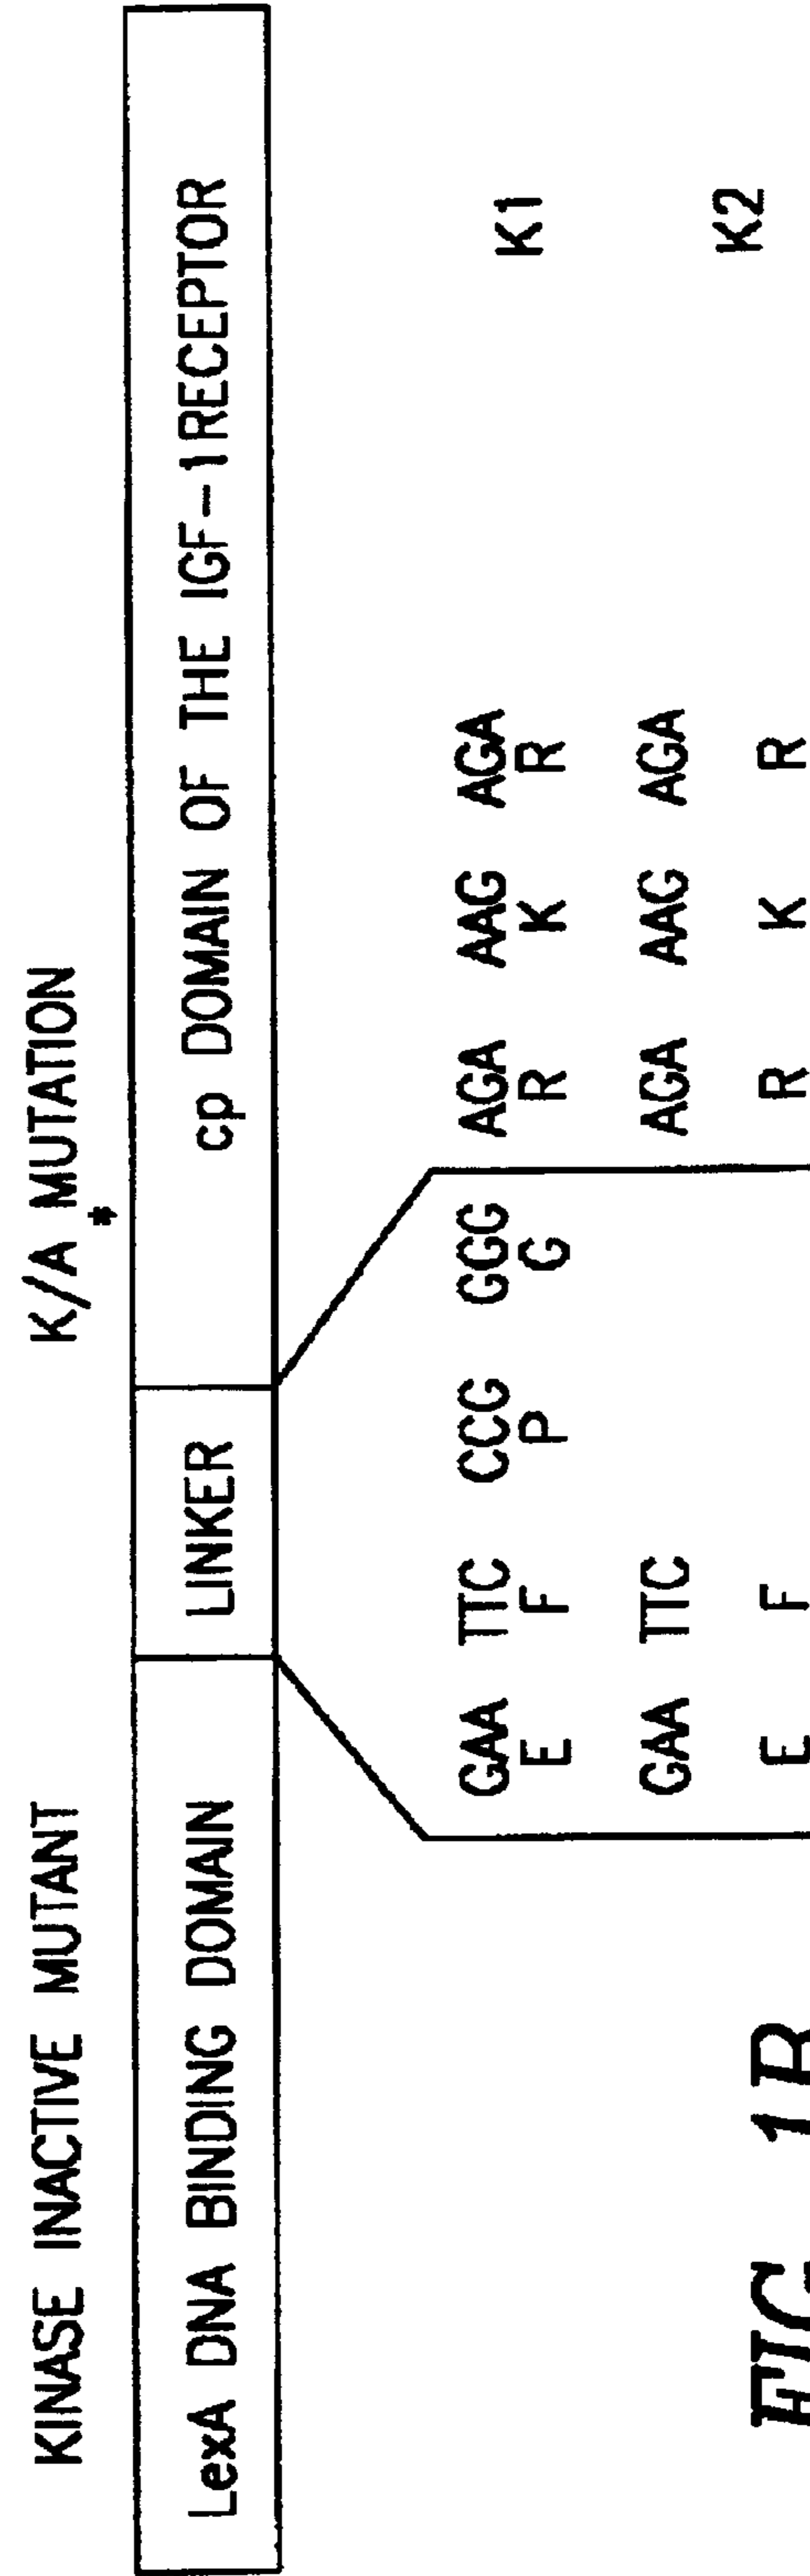 KINASE INACTIVE MUTANT
K/A MUTATION
*
LexA DNA BINDING DOMAIN
LINKER
cp DOMAIN OF THE IGF-1RECEPTOR
GAA TTC CCG GGG AGA AAG AGA
E F P G R K R
K1
GAA TTC AGA AAG AGA
E F R K R
K2
FIG. 1B